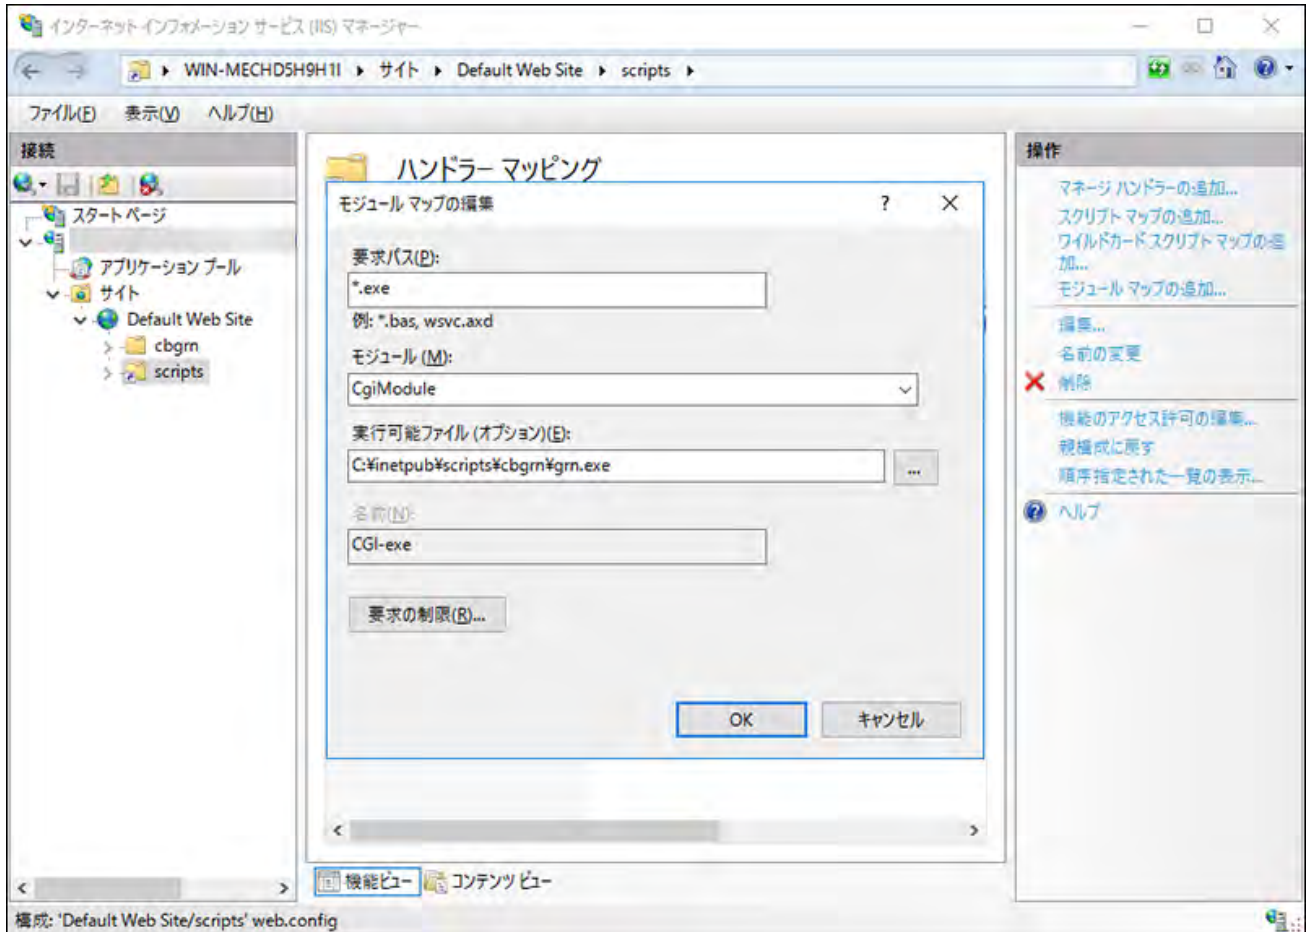 インターネット インフォメーション サービス (IIS) マネージャー
WIN-MECHD5H9H1I ▸ サイト ▸ Default Web Site ▸ scripts ▸
ファイル(F) 表示(V) ヘルプ(H)
接続
スタート ページ
アプリケーション プール
サイト
Default Web Site
cbgrn
scripts
ハンドラー マッピング
モジュール マップの編集
? ×
要求パス(P):
*.exe
例: *.bas, wsvc.axd
モジュール (M):
CgiModule
実行可能ファイル (オプション)(E):
C:¥inetpub¥scripts¥cbgrn¥grn.exe
...
名前(N):
CGI-exe
要求の制限(R)...
OK キャンセル
機能ビュー コンテンツ ビュー
操作
マネージ ハンドラーの追加...
スクリプト マップの追加...
ワイルドカード スクリプト マップの追
加...
モジュール マップの追加...
編集...
名前の変更
削除
機能のアクセス許可の編集...
親構成に戻す
順序指定された一覧の表示...
ヘルプ
構成: 'Default Web Site/scripts' web.config